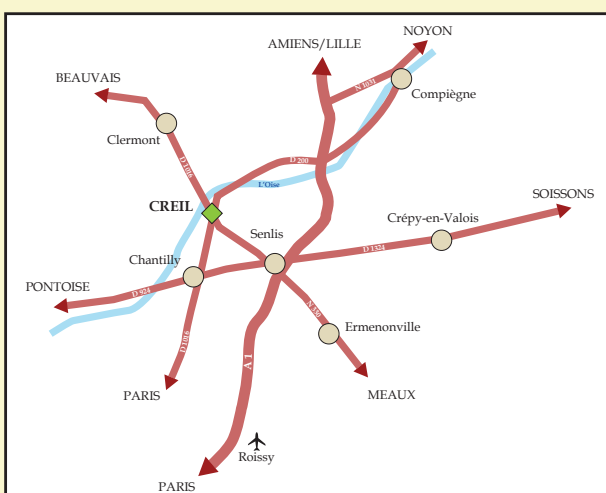 NOYON
AMIENS/LILLE
BEAUVAIS
N 1031
Compiègne
Clermont
D 1016
D 200
L'Oise
SOISSONS
CREIL
Crépy-en-Valois
Senlis
D 1324
Chantilly
PONTOISE
D 924
N 330
Ermenonville
D 1016
A 1
PARIS
MEAUX
Roissy
PARIS